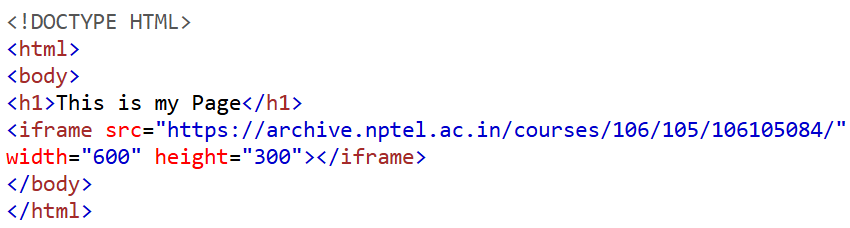 <!DOCTYPE HTML>
<html>
<body>
<h1>This is my Page</h1>
<iframe src="https://archive.nptel.ac.in/courses/106/105/106105084/"
width="600" height="300"></iframe>
</body>
</html>